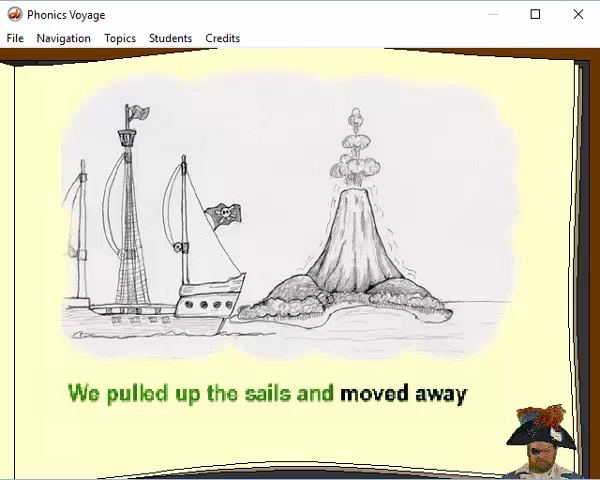 Phonics Voyage
File Navigation Topics Students Credits
We pulled up the sails and moved away